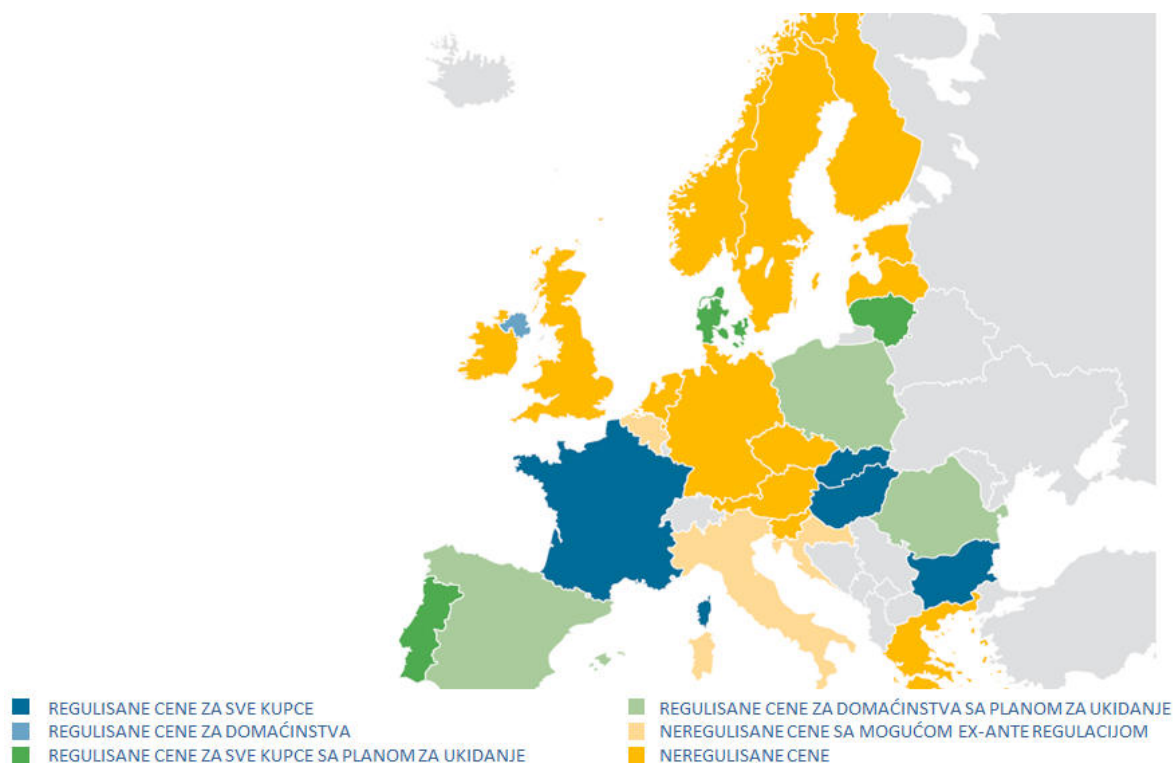 REGULISANE CENE ZA SVE KUPCE
REGULISANE CENE ZA DOMAĆINSTVA
REGULISANE CENE ZA SVE KUPCE SA PLANOM ZA UKIDANJE
REGULISANE CENE ZA DOMAĆINSTVA SA PLANOM ZA UKIDANJE
NEREGULISANE CENE SA MOGUĆOM EX-ANTE REGULACIJOM
NEREGULISANE CENE